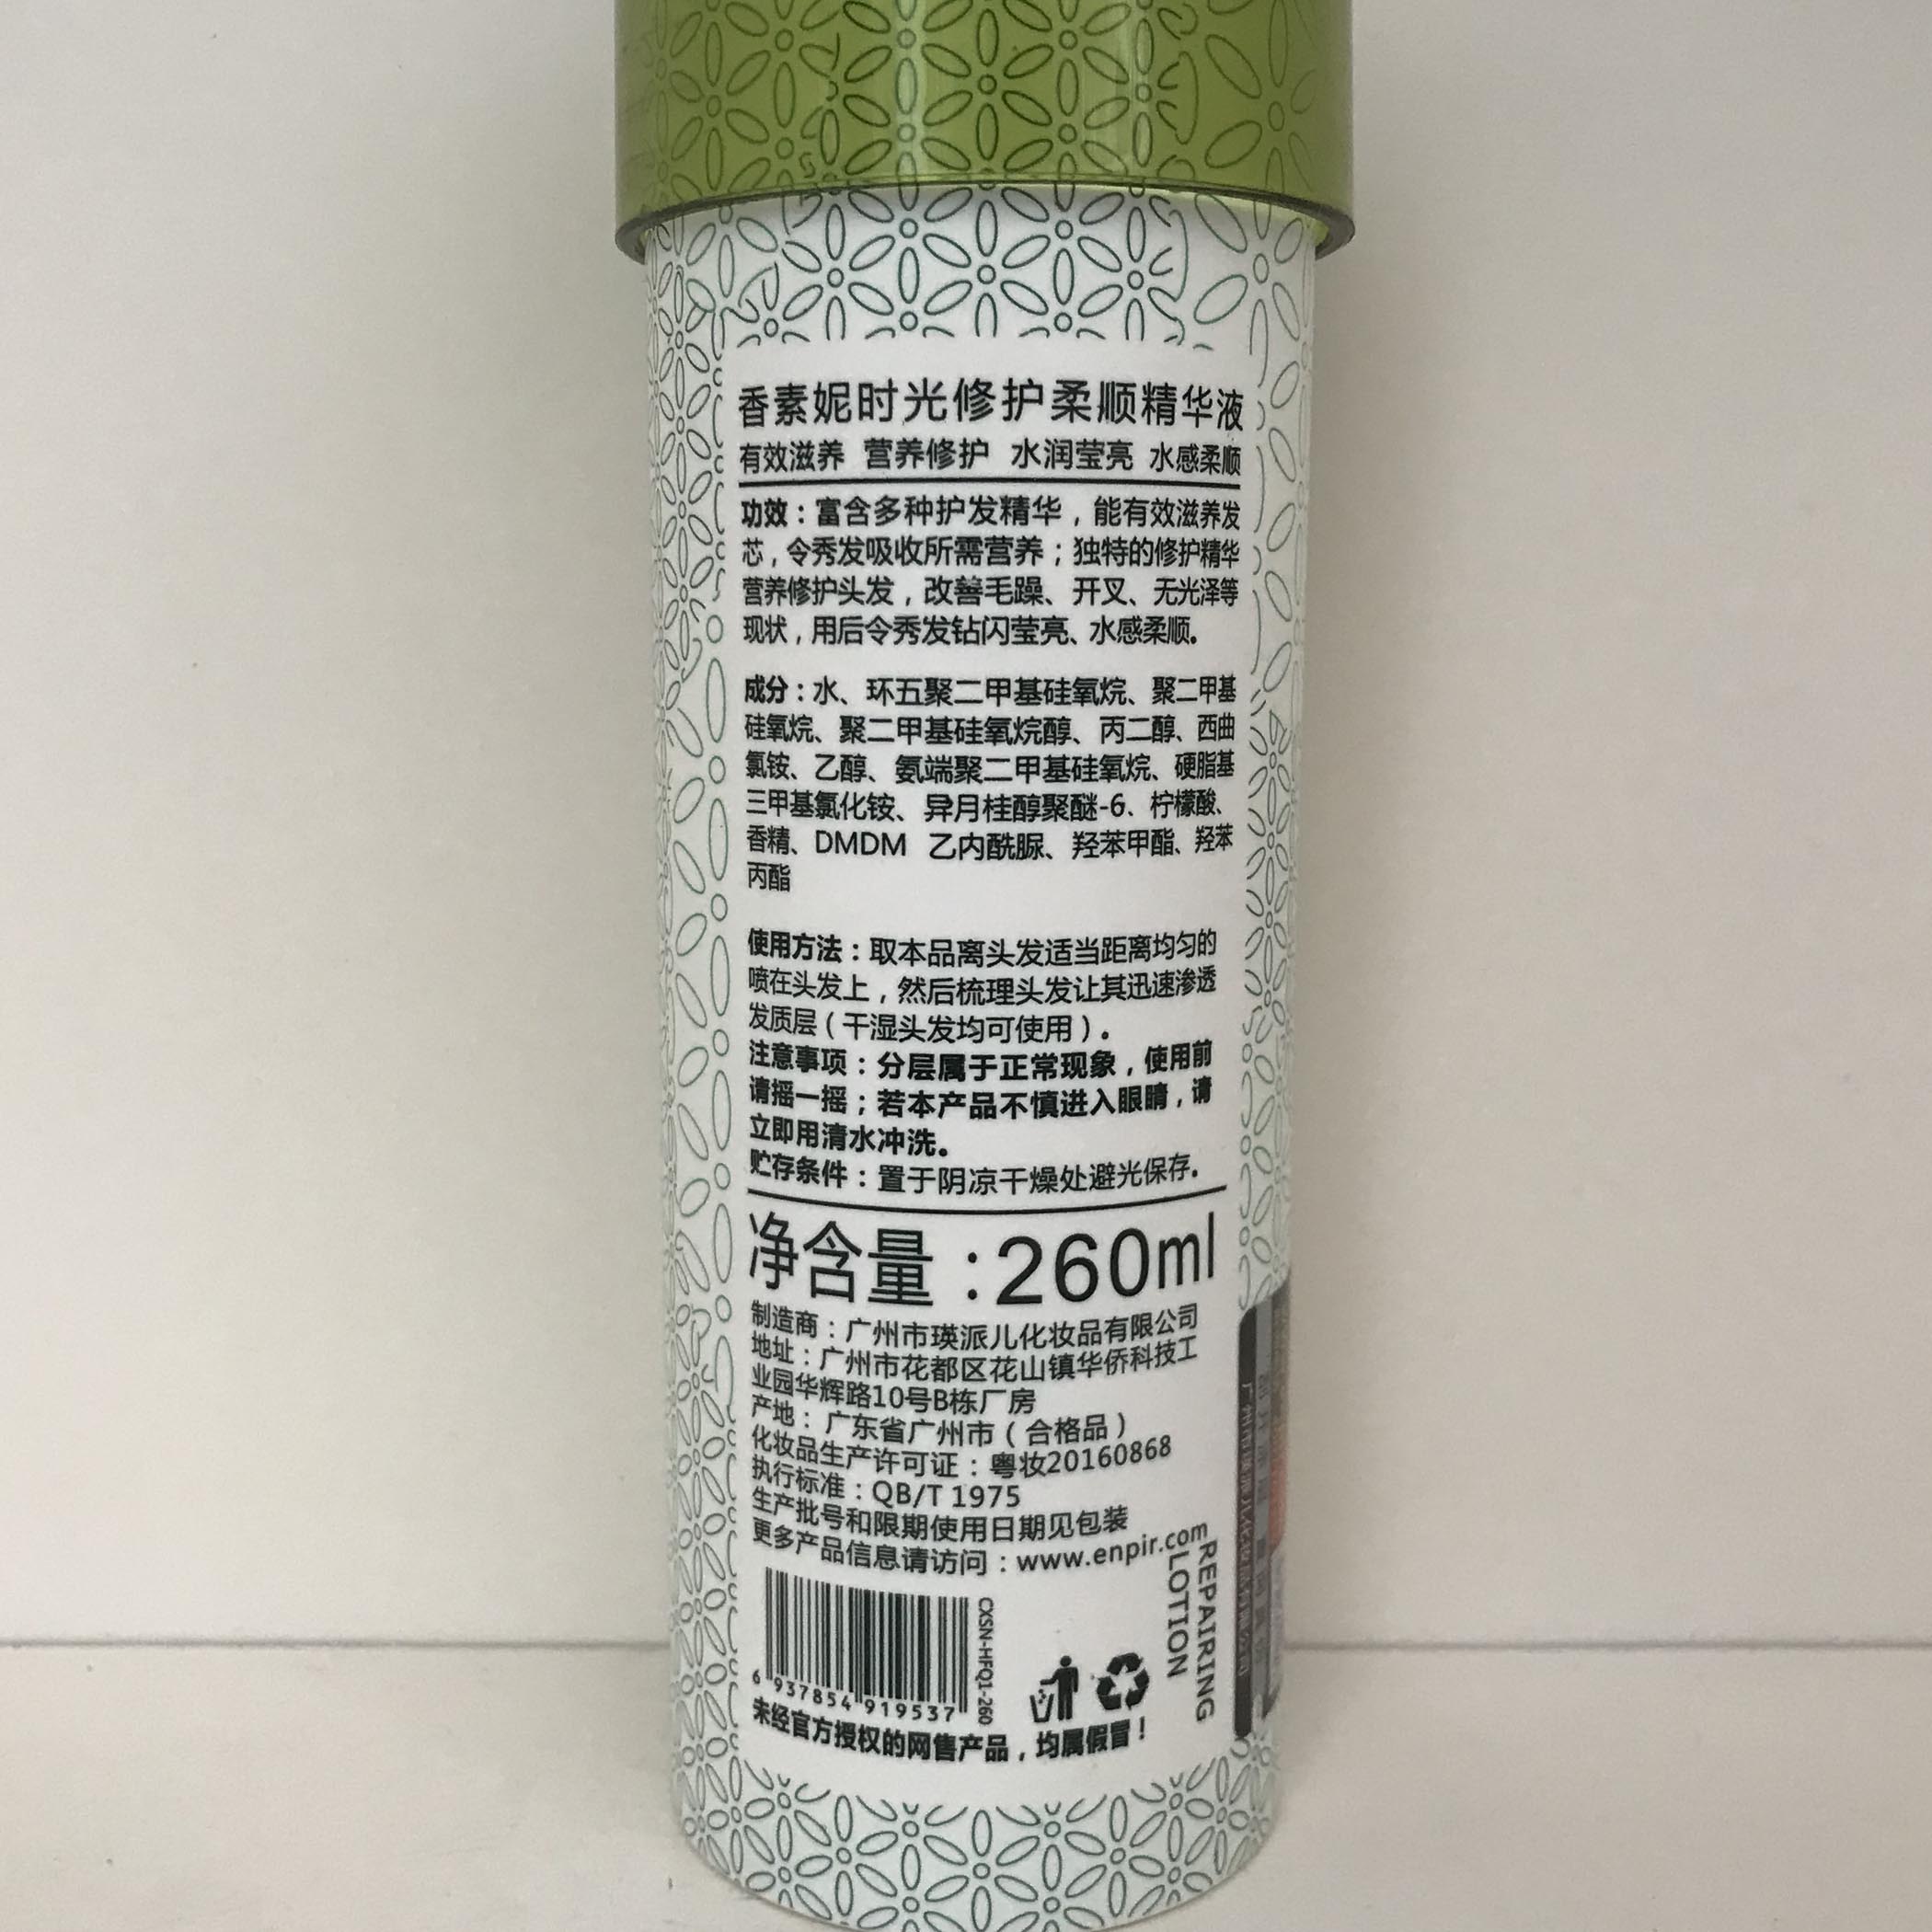 香素妮时光修护柔顺精华液
有效滋养 营养修护 水润莹亮 水感柔顺
功效：富含多种护发精华，能有效滋养发
芯，令秀发吸收所需营养；独特的修护精华
营养修护头发，改善毛躁、开叉、无光泽等
现状，用后令秀发钻闪莹亮、水感柔顺。
成分：水、环五聚二甲基硅氧烷、聚二甲基
硅氧烷、聚二甲基硅氧烷醇、丙二醇、西曲
氯铵、乙醇、氨端聚二甲基硅氧烷、硬脂基
三甲基氯化铵、异月桂醇聚醚-6、柠檬酸、
香精、DMDM 乙内酰脲、羟苯甲酯、羟苯
丙酯
使用方法：取本品离头发适当距离均匀的
喷在头发上，然后梳理头发让其迅速渗透
发质层（干湿头发均可使用）。
注意事项：分层属于正常现象，使用前
请摇一摇；若本产品不慎进入眼睛，请
立即用清水冲洗。
贮存条件：置于阴凉干燥处避光保存。
净含量：260ml
制造商：广州市瑛派儿化妆品有限公司
地址：广州市花都区花山镇华侨科技工
业园华辉路10号B栋厂房
产地：广东省广州市（合格品）
化妆品生产许可证：粤妆20160868
执行标准：QB/T 1975
生产批号和限期使用日期见包装
更多产品信息请访问：www.enpir.com
REPAIRING
LOTION
CXSN-HFQ1-260
6 937854 919537
未经官方授权的网售产品，均属假冒！